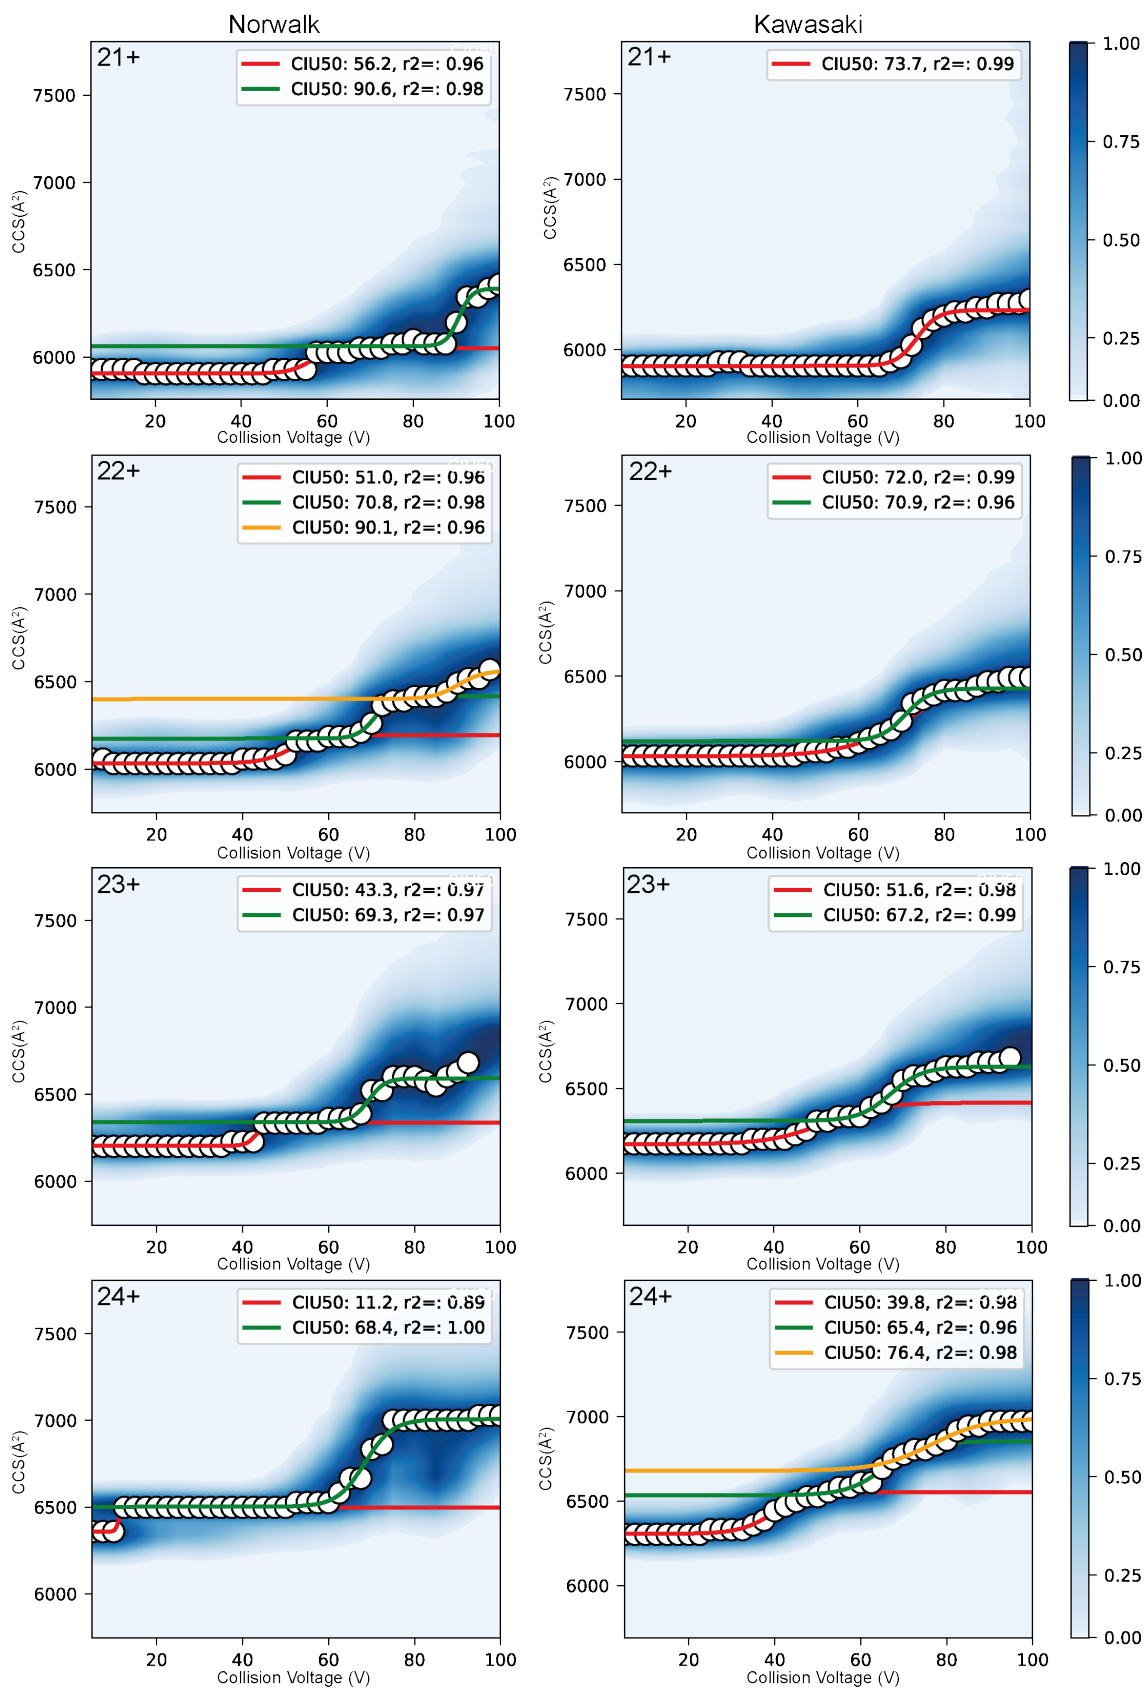 Norwalk Kawasaki
21+
CIU50: 56.2, r2=: 0.96
CIU50: 90.6, r2=: 0.98
7500
7000
6500
6000
CCS(Å²)
20 40 60 80 100
Collision Voltage (V)
21+
CIU50: 73.7, r2=: 0.99
7500
7000
6500
6000
CCS(Å²)
20 40 60 80 100
Collision Voltage (V)
1.00
0.75
0.50
0.25
0.00
22+
CIU50: 51.0, r2=: 0.96
CIU50: 70.8, r2=: 0.98
CIU50: 90.1, r2=: 0.96
7500
7000
6500
6000
CCS(Å²)
20 40 60 80 100
Collision Voltage (V)
22+
CIU50: 72.0, r2=: 0.99
CIU50: 70.9, r2=: 0.96
7500
7000
6500
6000
CCS(Å²)
20 40 60 80 100
Collision Voltage (V)
1.00
0.75
0.50
0.25
0.00
23+
CIU50: 43.3, r2=: 0.97
CIU50: 69.3, r2=: 0.97
7500
7000
6500
6000
CCS(Å²)
20 40 60 80 100
Collision Voltage (V)
23+
CIU50: 51.6, r2=: 0.98
CIU50: 67.2, r2=: 0.99
7500
7000
6500
6000
CCS(Å²)
20 40 60 80 100
Collision Voltage (V)
1.00
0.75
0.50
0.25
0.00
24+
CIU50: 11.2, r2=: 0.89
CIU50: 68.4, r2=: 1.00
7500
7000
6500
6000
CCS(Å²)
20 40 60 80 100
Collision Voltage (V)
24+
CIU50: 39.8, r2=: 0.98
CIU50: 65.4, r2=: 0.96
CIU50: 76.4, r2=: 0.98
7500
7000
6500
6000
CCS(Å²)
20 40 60 80 100
Collision Voltage (V)
1.00
0.75
0.50
0.25
0.00